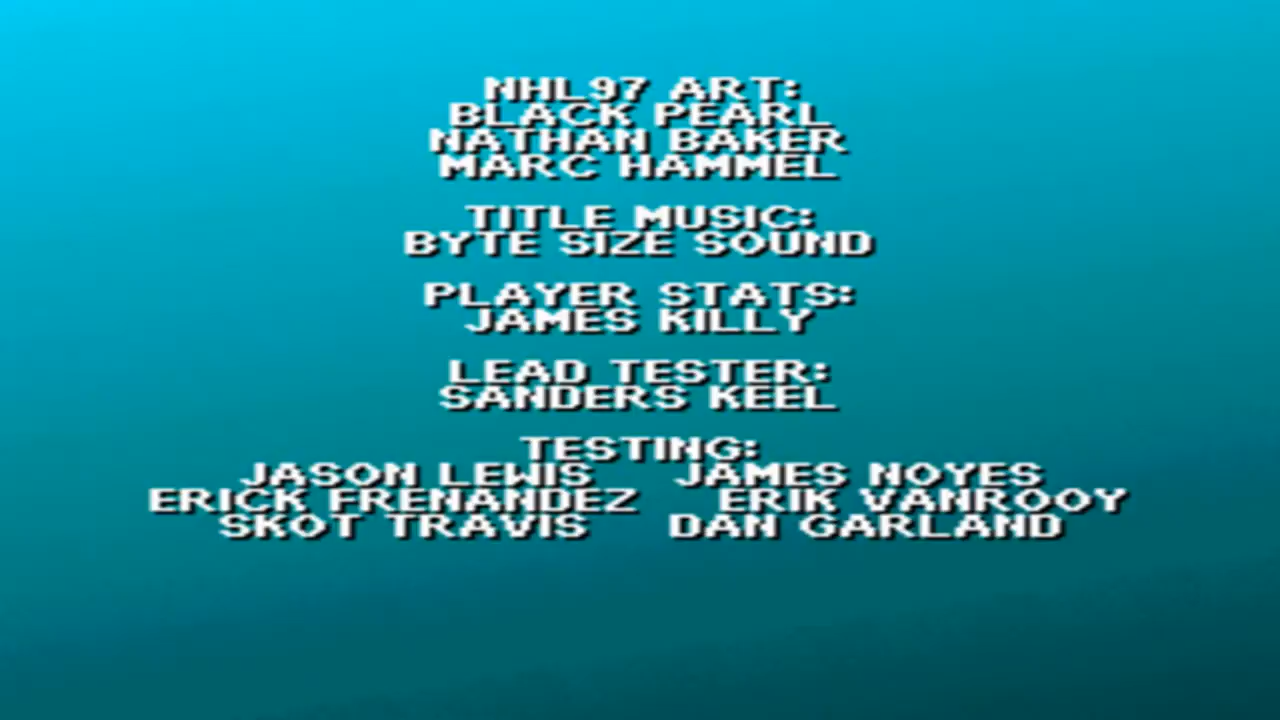 NHL97 ART:
BLACK PEARL
NATHAN BAKER
MARC HAMMEL
TITLE MUSIC:
BYTE SIZE SOUND
PLAYER STATS:
JAMES KILLY
LEAD TESTER:
SANDERS KEEL
TESTING:
JASON LEWIS JAMES NOYES
ERICK FRENANDEZ ERIK VANROOY
SKOT TRAVIS DAN GARLAND